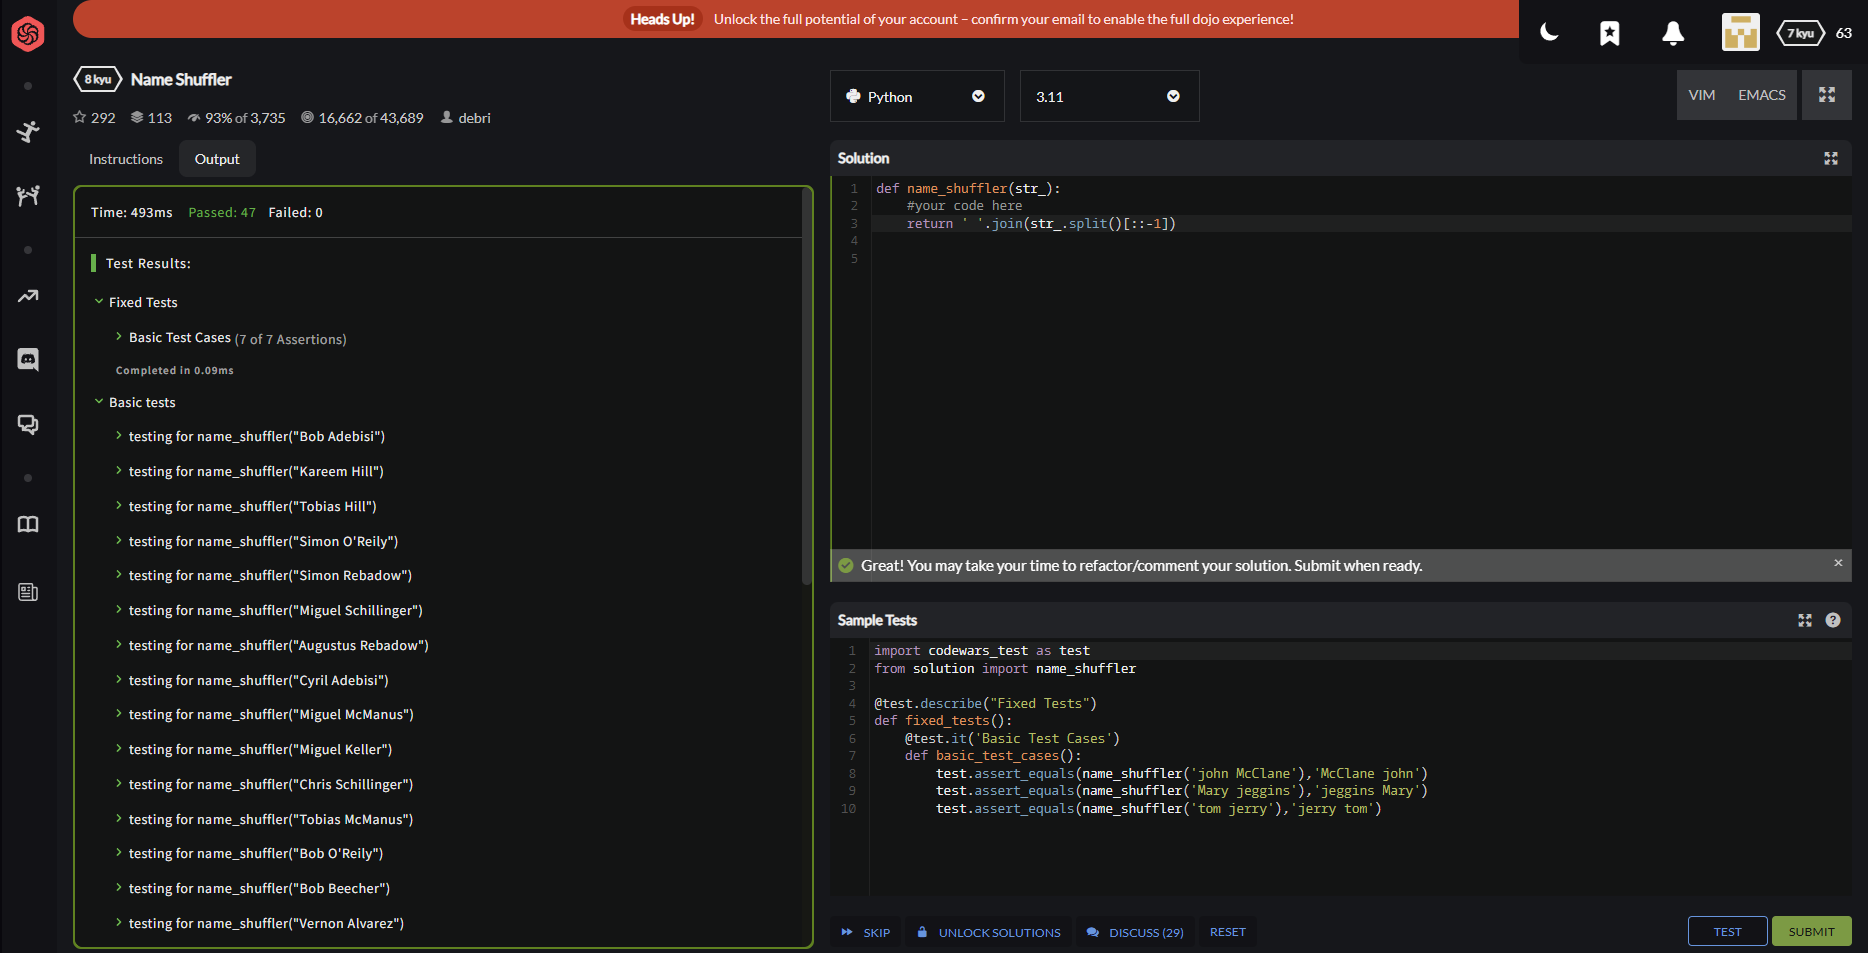 Heads Up! Unlock the full potential of your account – confirm your email to enable the full dojo experience!
7 kyu 63
8 kyu Name Shuffler
292 113 93% of 3,735 16,662 of 43,689 debri
Instructions Output
Time: 493ms Passed: 47 Failed: 0
Test Results:
Fixed Tests
Basic Test Cases (7 of 7 Assertions)
Completed in 0.09ms
Basic tests
testing for name_shuffler("Bob Adebisi")
testing for name_shuffler("Kareem Hill")
testing for name_shuffler("Tobias Hill")
testing for name_shuffler("Simon O'Reily")
testing for name_shuffler("Simon Rebadow")
testing for name_shuffler("Miguel Schillinger")
testing for name_shuffler("Augustus Rebadow")
testing for name_shuffler("Cyril Adebisi")
testing for name_shuffler("Miguel McManus")
testing for name_shuffler("Miguel Keller")
testing for name_shuffler("Chris Schillinger")
testing for name_shuffler("Tobias McManus")
testing for name_shuffler("Bob O'Reily")
testing for name_shuffler("Bob Beecher")
testing for name_shuffler("Vernon Alvarez")
Python 3.11 VIM EMACS
Solution
1 def name_shuffler(str_):
2 #your code here
3 return ' '.join(str_.split()[::-1])
4
5
Great! You may take your time to refactor/comment your solution. Submit when ready. ×
Sample Tests ?
1 import codewars_test as test
2 from solution import name_shuffler
3
4 @test.describe("Fixed Tests")
5 def fixed_tests():
6 @test.it('Basic Test Cases')
7 def basic_test_cases():
8 test.assert_equals(name_shuffler('john McClane'),'McClane john')
9 test.assert_equals(name_shuffler('Mary jeggins'),'jeggins Mary')
10 test.assert_equals(name_shuffler('tom jerry'),'jerry tom')
SKIP UNLOCK SOLUTIONS DISCUSS (29) RESET TEST SUBMIT